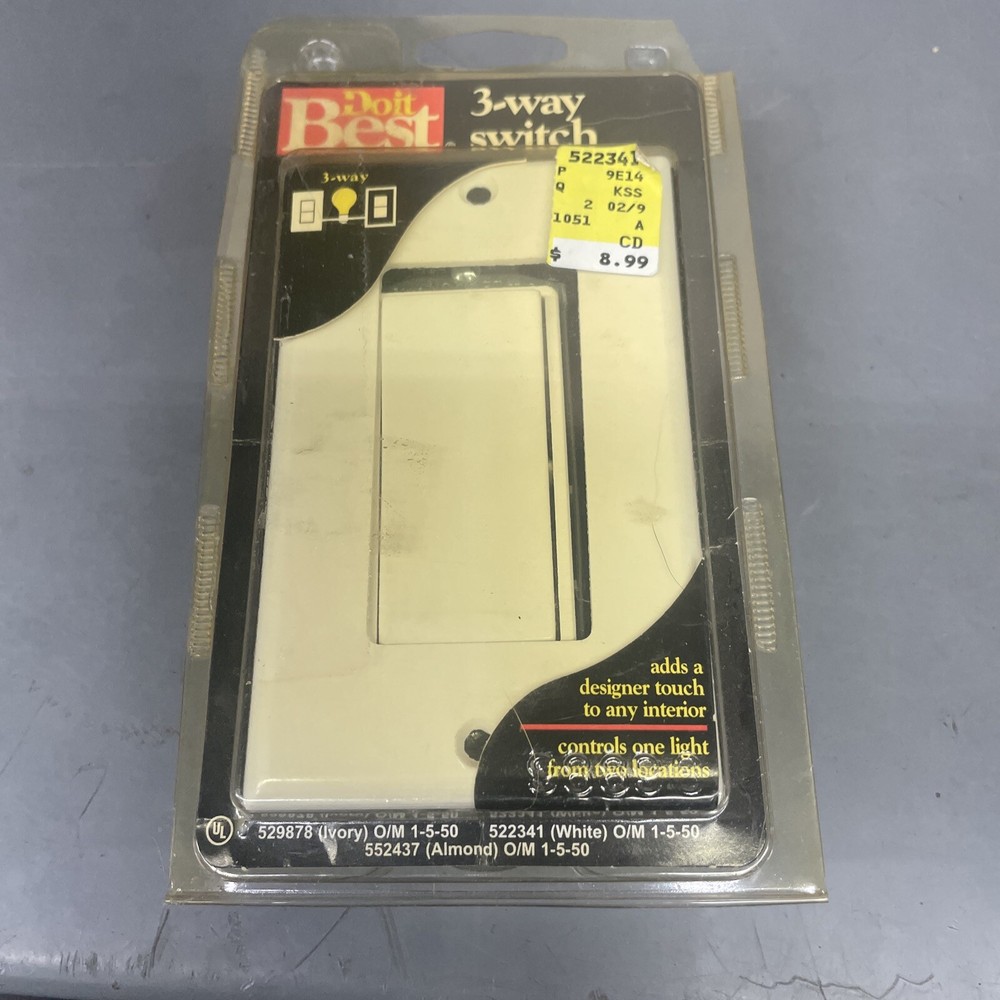 Do it
Best
3-way
switch
3-way
522341
P 9E14
Q KSS
2 02/9
1051 A
CD
$ 8.99
adds a
designer touch
to any interior
controls one light
from two locations
UL
529878 (Ivory) O/M 1-5-50 522341 (White) O/M 1-5-50
552437 (Almond) O/M 1-5-50